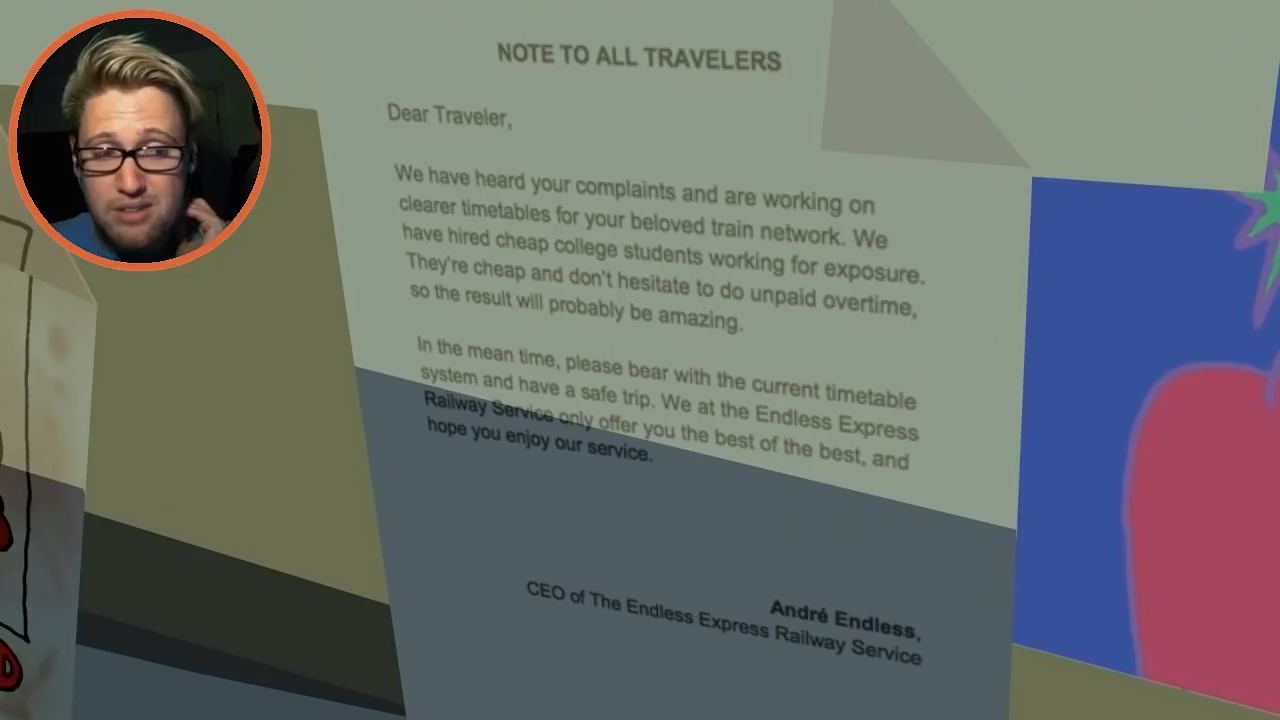 NOTE TO ALL TRAVELERS
Dear Traveler,
We have heard your complaints and are working on
clearer timetables for your beloved train network. We
have hired cheap college students working for exposure.
They're cheap and don't hesitate to do unpaid overtime,
so the result will probably be amazing.
In the mean time, please bear with the current timetable
system and have a safe trip. We at the Endless Express
Railway Service only offer you the best of the best, and
hope you enjoy our service.
André Endless,
CEO of The Endless Express Railway Service